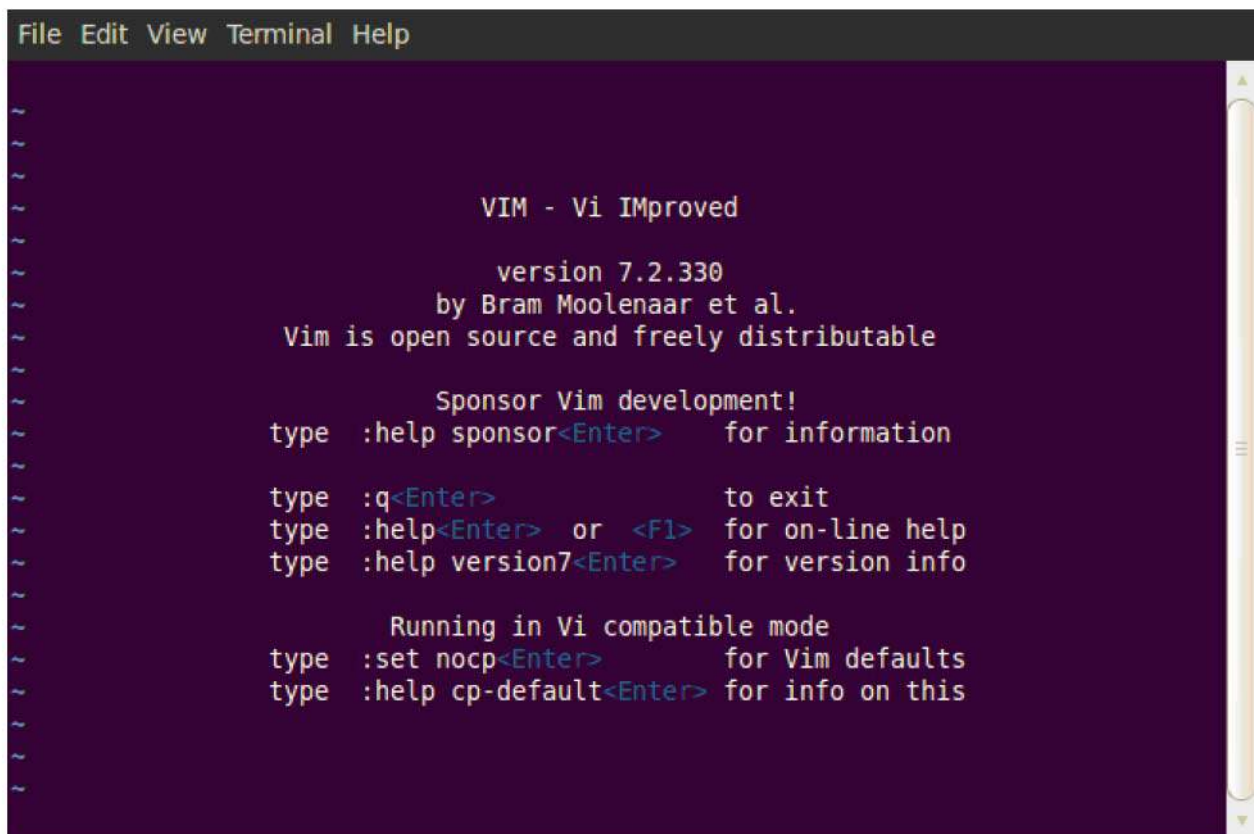 File Edit View Terminal Help
~
~
~
~ VIM - Vi IMproved
~
~ version 7.2.330
~ by Bram Moolenaar et al.
~ Vim is open source and freely distributable
~
~ Sponsor Vim development!
~ type :help sponsor<Enter> for information
~
~ type :q<Enter> to exit
~ type :help<Enter> or <F1> for on-line help
~ type :help version7<Enter> for version info
~
~ Running in Vi compatible mode
~ type :set nocp<Enter> for Vim defaults
~ type :help cp-default<Enter> for info on this
~
~
~